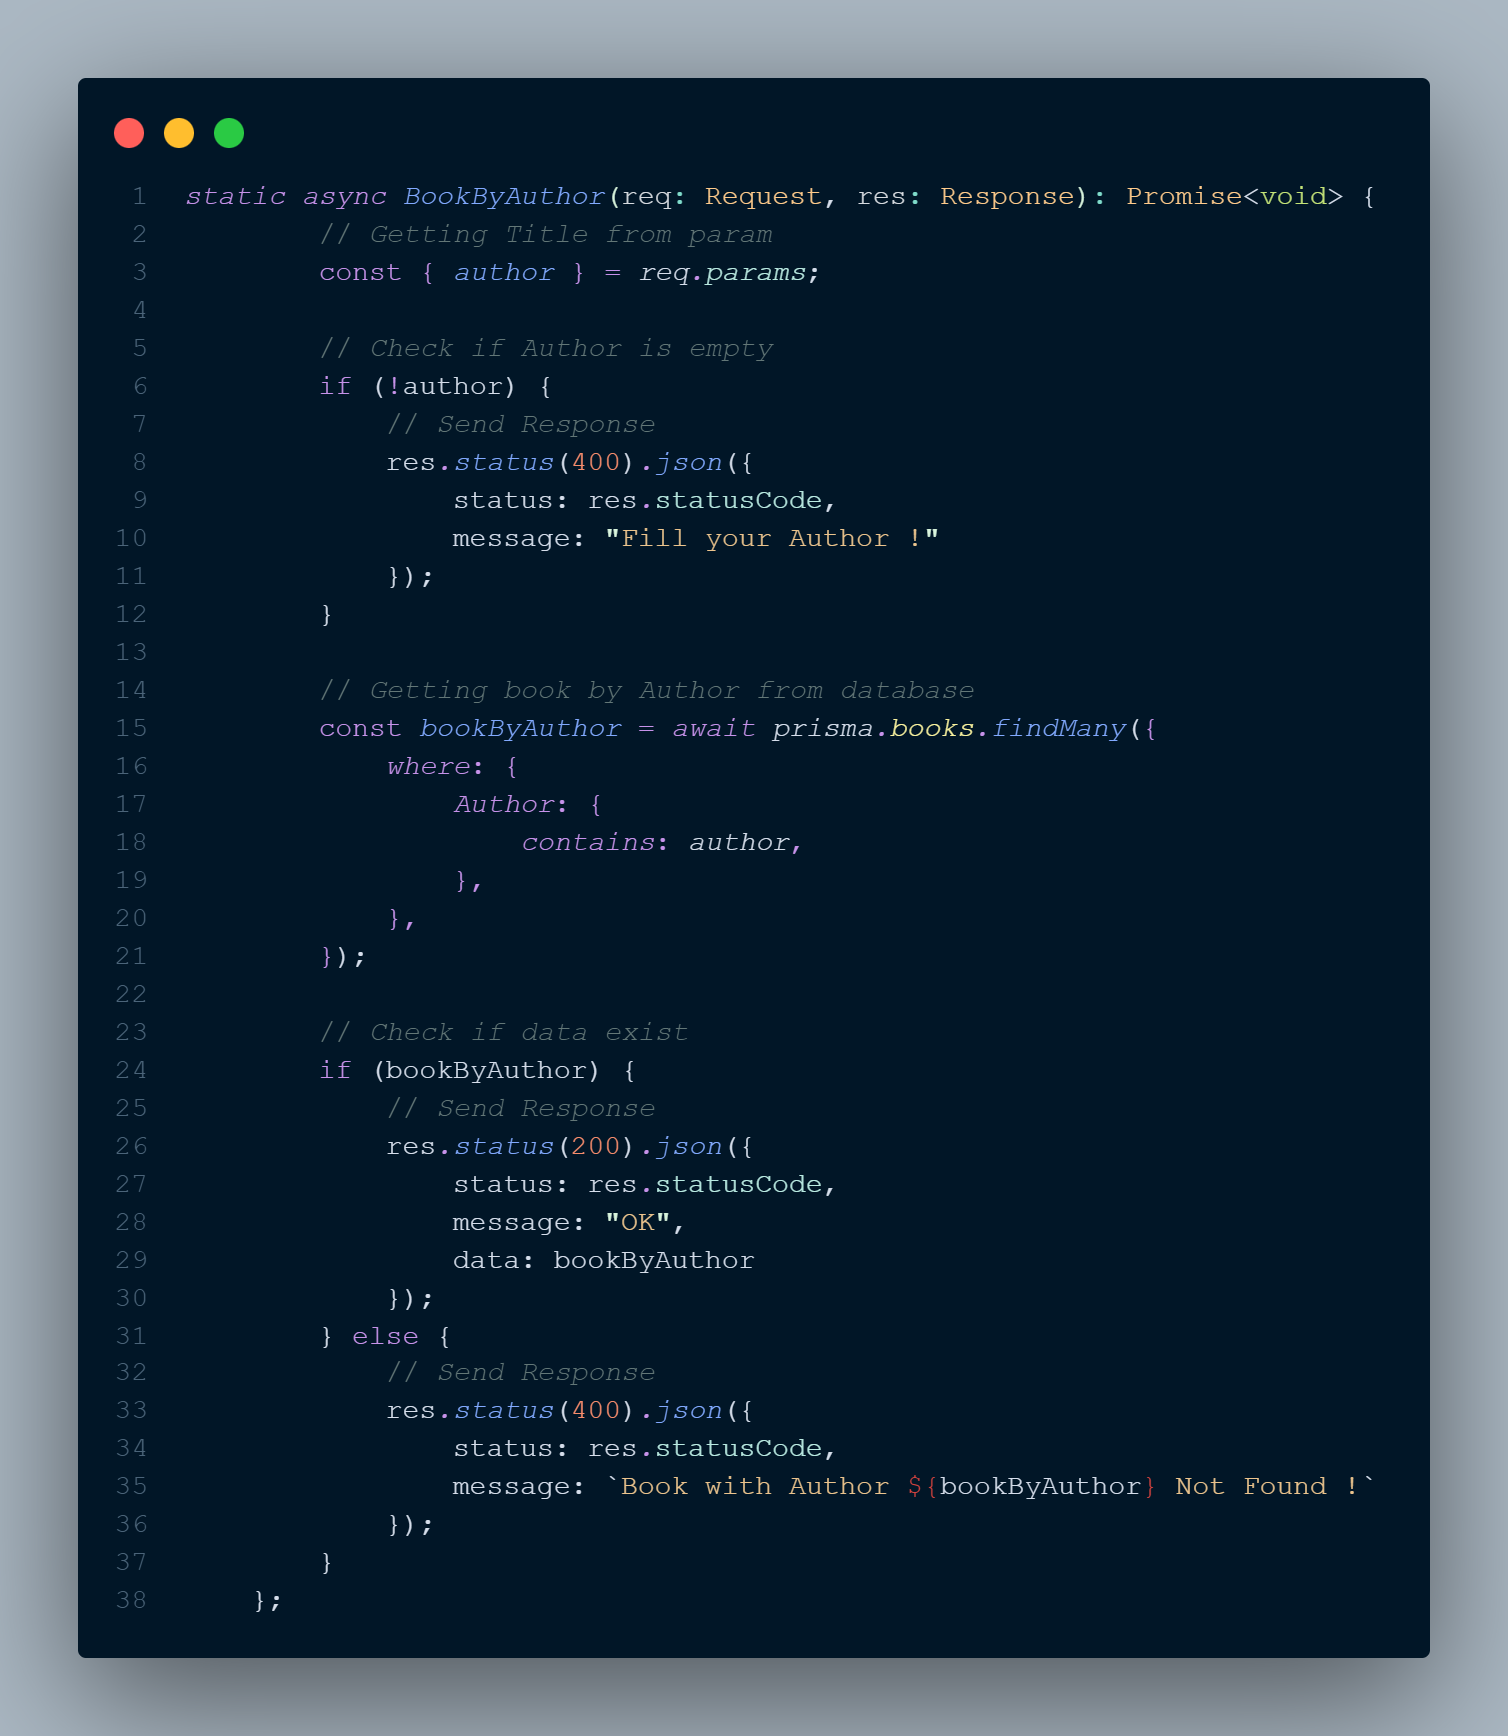 1 static async BookByAuthor(req: Request, res: Response): Promise<void> {
2         // Getting Title from param
3         const { author } = req.params;
4
5         // Check if Author is empty
6         if (!author) {
7             // Send Response
8             res.status(400).json({
9                 status: res.statusCode,
10                 message: "Fill your Author !"
11             });
12         }
13
14         // Getting book by Author from database
15         const bookByAuthor = await prisma.books.findMany({
16             where: {
17                 Author: {
18                     contains: author,
19                 },
20             },
21         });
22
23         // Check if data exist
24         if (bookByAuthor) {
25             // Send Response
26             res.status(200).json({
27                 status: res.statusCode,
28                 message: "OK",
29                 data: bookByAuthor
30             });
31         } else {
32             // Send Response
33             res.status(400).json({
34                 status: res.statusCode,
35                 message: `Book with Author ${bookByAuthor} Not Found !`
36             });
37         }
38     };